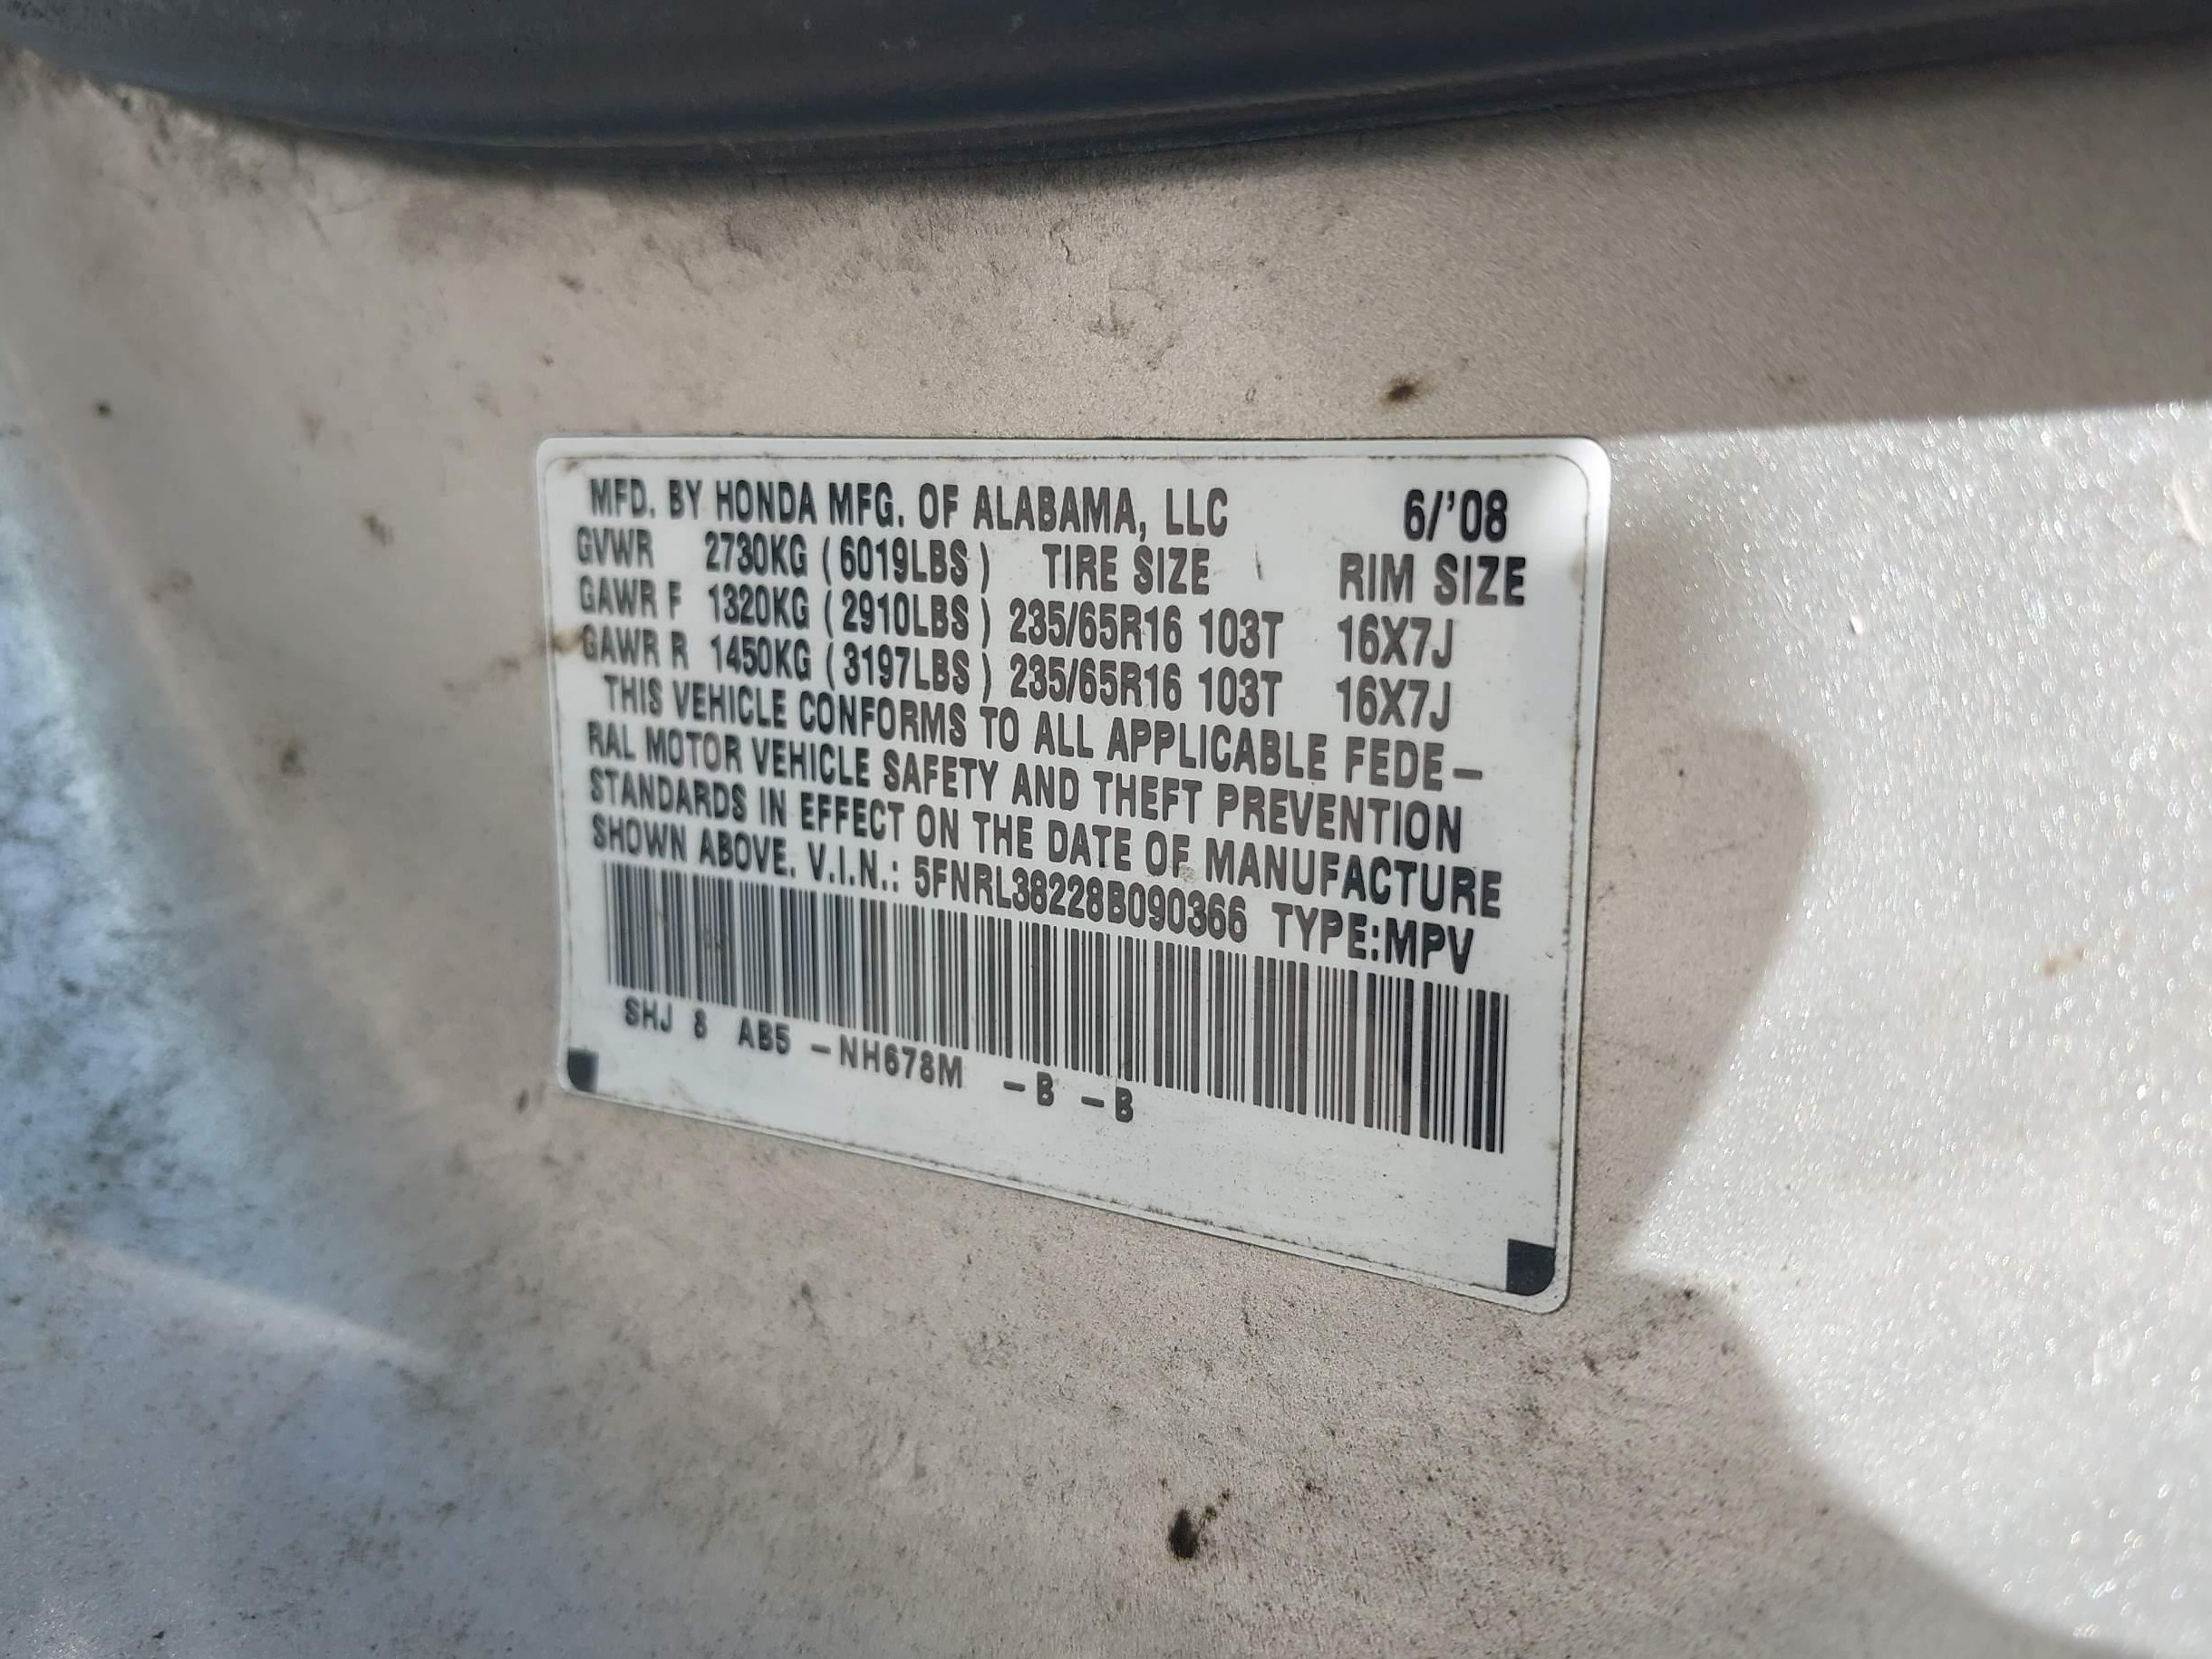 MFD. BY HONDA MFG. OF ALABAMA, LLC 6/'08
GVWR 2730KG (6019LBS) TIRE SIZE RIM SIZE
GAWR F 1320KG (2910LBS) 235/65R16 103T 16X7J
GAWR R 1450KG (3197LBS) 235/65R16 103T 16X7J
THIS VEHICLE CONFORMS TO ALL APPLICABLE FEDE-
RAL MOTOR VEHICLE SAFETY AND THEFT PREVENTION
STANDARDS IN EFFECT ON THE DATE OF MANUFACTURE
SHOWN ABOVE. V.I.N.: 5FNRL38228B090366 TYPE:MPV
SHJ 8 AB5 -NH678M -B -B